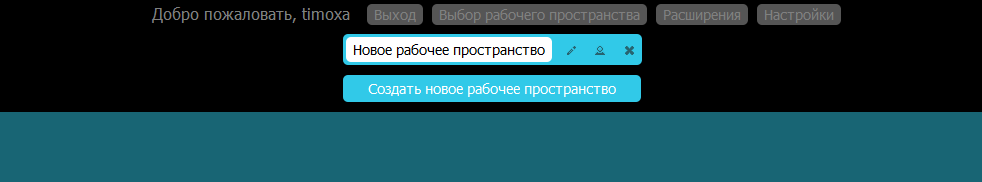 Добро пожаловать, timoxa Выход Выбор рабочего пространства Расширения Настройки
Новое рабочее пространство
Создать новое рабочее пространство